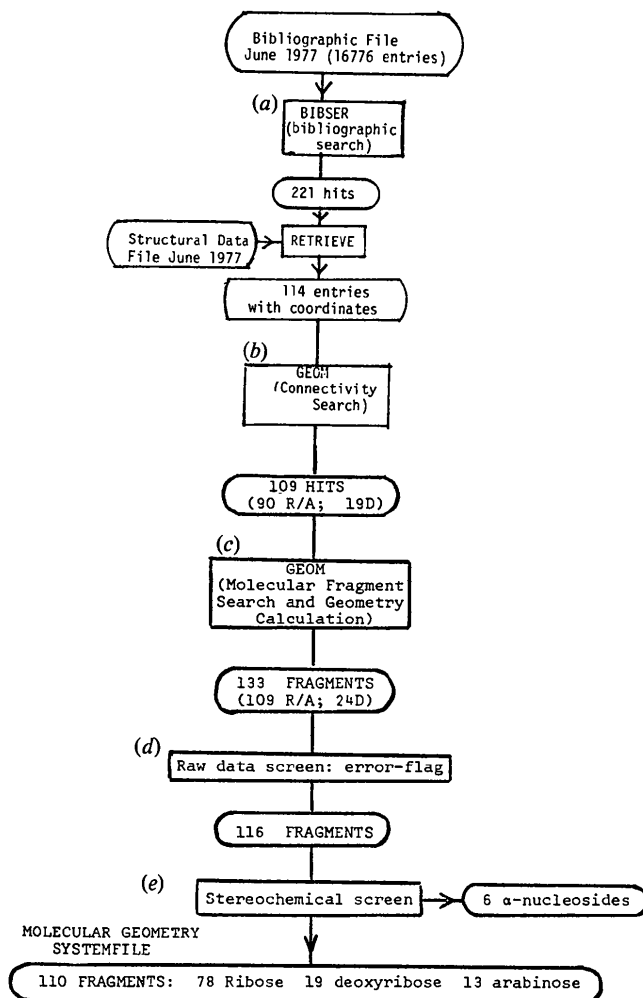 Bibliographic File
June 1977 (16776 entries)
(a)
BIBSER
(bibliographic
search)
221 hits
Structural Data
File June 1977
RETRIEVE
114 entries
with coordinates
(b)
GEOM
(Connectivity
Search)
109 HITS
(90 R/A; 19D)
(c)
GEOM
(Molecular Fragment
Search and Geometry
Calculation)
133 FRAGMENTS
(109 R/A; 24D)
(d)
Raw data screen: error-flag
116 FRAGMENTS
(e)
Stereochemical screen
6 α-nucleosides
MOLECULAR GEOMETRY
SYSTEMFILE
110 FRAGMENTS: 78 Ribose 19 deoxyribose 13 arabinose